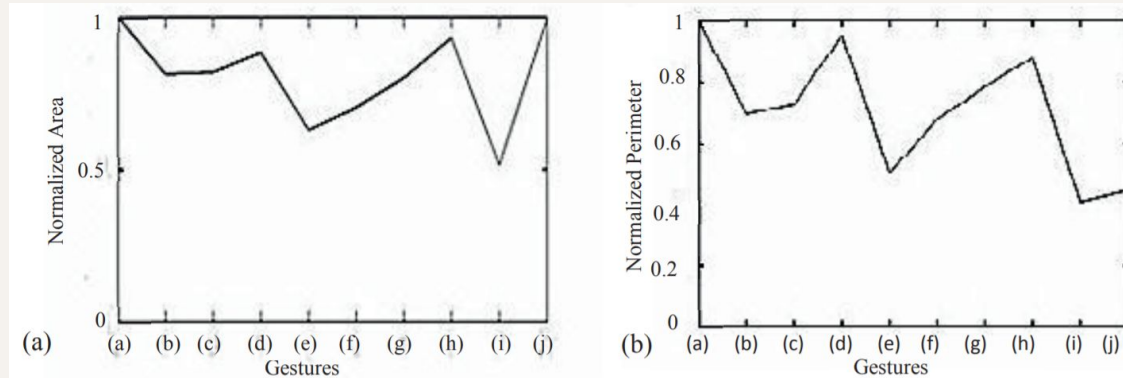 1
0.5
0
Normalized Area
(a) (b) (c) (d) (e) (f) (g) (h) (i) (j)
Gestures
(a)
1
0.8
0.6
0.4
0.2
0
Normalized Perimeter
(a) (b) (c) (d) (e) (f) (g) (h) (i) (j)
Gestures
(b)